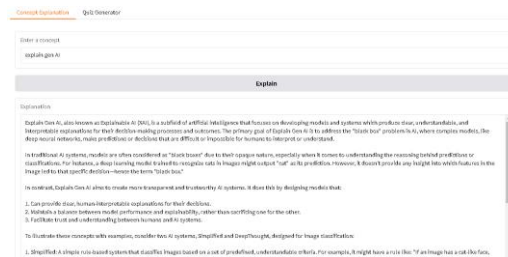 Concept Explanation Quiz Generator
Enter a concept
explain gen AI
Explain
Explanation
Explain Gen AI, also known as Explainable AI (XAI), is a subfield of artificial intelligence that focuses on developing models and systems which produce clear, understandable, and
interpretable explanations for their decision-making processes and outcomes. The primary goal of Explain Gen AI is to address the "black box" problem in AI, where complex models, like
deep neural networks, make predictions or decisions that are difficult or impossible for humans to interpret or understand.
In traditional AI systems, models are often considered as "black boxes" due to their opaque nature, especially when it comes to understanding the reasoning behind predictions or
classifications. For instance, a deep learning model trained to recognize cats in images might output "cat" as its prediction. However, it doesn't provide any insight into which features in the
image led to that specific decision—hence the term "black box."
In contrast, Explain Gen AI aims to create more transparent and trustworthy AI systems. It does this by designing models that:
1. Can provide clear, human-interpretable explanations for their decisions.
2. Maintain a balance between model performance and explainability, rather than sacrificing one for the other.
3. Facilitate trust and understanding between humans and AI systems.
To illustrate these concepts with examples, consider two AI systems, Simplified and DeepThought, designed for image classification:
1. Simplified: A simple rule-based system that classifies images based on a set of predefined, understandable criteria. For example, it might have a rule like: "If an image has a cat-like face,